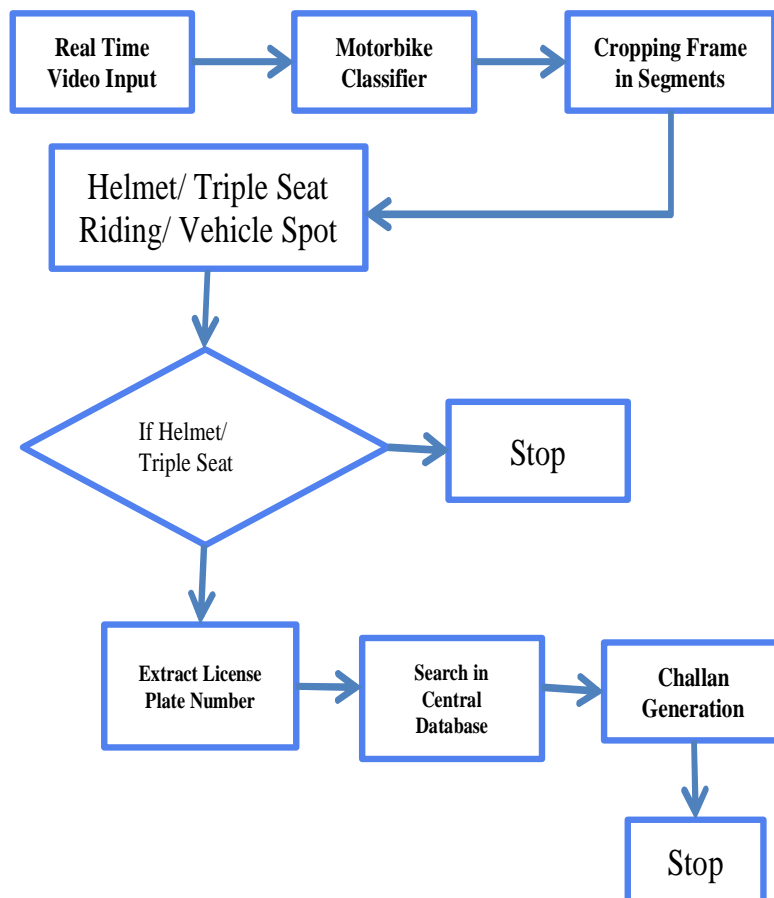 Real Time
Video Input
Motorbike
Classifier
Cropping Frame
in Segments
Helmet/ Triple Seat
Riding/ Vehicle Spot
If Helmet/
Triple Seat
Stop
Extract License
Plate Number
Search in
Central
Database
Challan
Generation
Stop